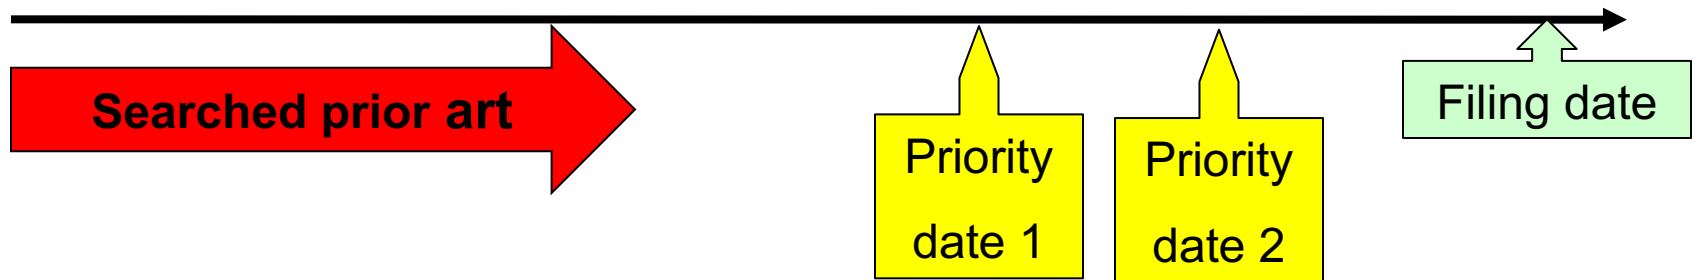 Searched prior art
Priority
date 1
Priority
date 2
Filing date